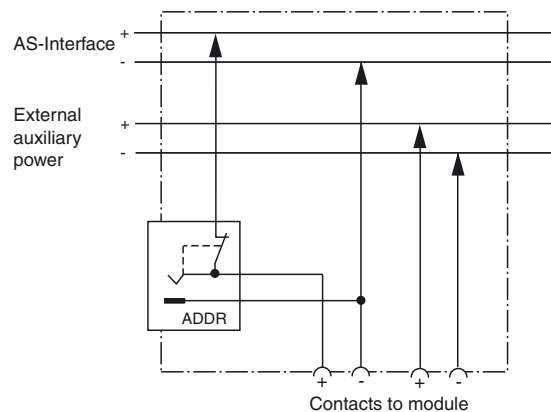 AS-Interface +
-
External
auxiliary
power
+
-
ADDR
+ - + -
Contacts to module